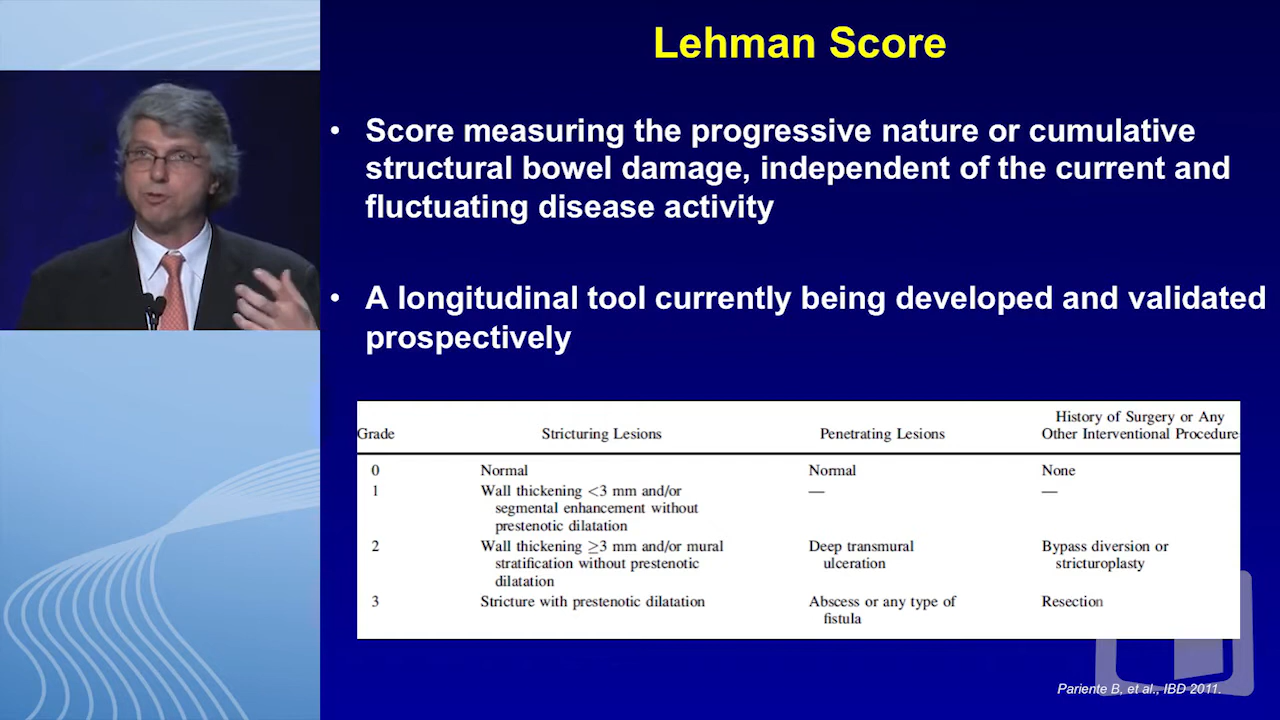 Lehman Score
• Score measuring the progressive nature or cumulative
structural bowel damage, independent of the current and
fluctuating disease activity
• A longitudinal tool currently being developed and validated
prospectively
Grade Stricturing Lesions Penetrating Lesions History of Surgery or Any
Other Interventional Procedure
0 Normal Normal None
1 Wall thickening <3 mm and/or — —
segmental enhancement without
prestenotic dilatation
2 Wall thickening ≥3 mm and/or mural Deep transmural Bypass diversion or
stratification without prestenotic ulceration stricturoplasty
dilatation
3 Stricture with prestenotic dilatation Abscess or any type of Resection
fistula
Pariente B, et al., IBD 2011.